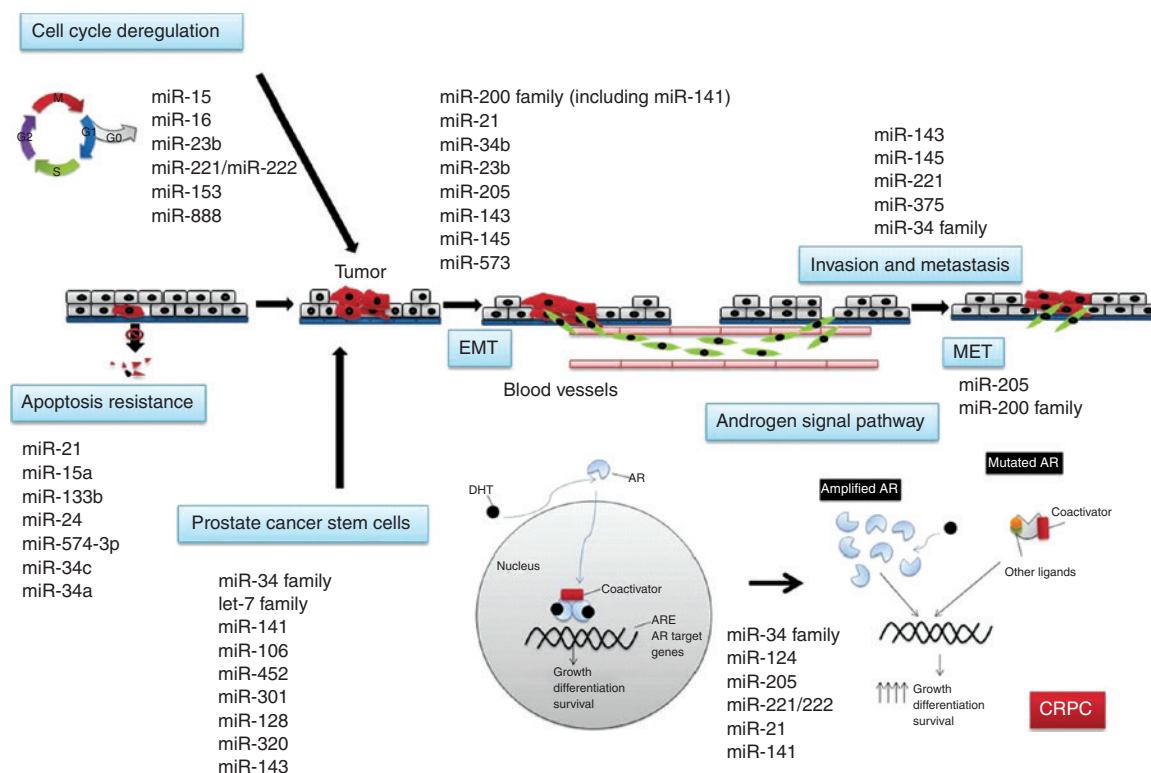 Cell cycle deregulation
M
G1
G0
S
G2
miR-15
miR-16
miR-23b
miR-221/miR-222
miR-153
miR-888
miR-200 family (including miR-141)
miR-21
miR-34b
miR-23b
miR-205
miR-143
miR-145
miR-573
miR-143
miR-145
miR-221
miR-375
miR-34 family
Tumor
Invasion and metastasis
EMT
MET
Blood vessels
miR-205
miR-200 family
Apoptosis resistance
miR-21
miR-15a
miR-133b
miR-24
miR-574-3p
miR-34c
miR-34a
Prostate cancer stem cells
miR-34 family
let-7 family
miR-141
miR-106
miR-452
miR-301
miR-128
miR-320
miR-143
Androgen signal pathway
DHT
AR
Nucleus
Coactivator
ARE
AR target
genes
Growth
differentiation
survival
miR-34 family
miR-124
miR-205
miR-221/222
miR-21
miR-141
Amplified AR
Mutated AR
Coactivator
Other ligands
Growth
differentiation
survival
CRPC